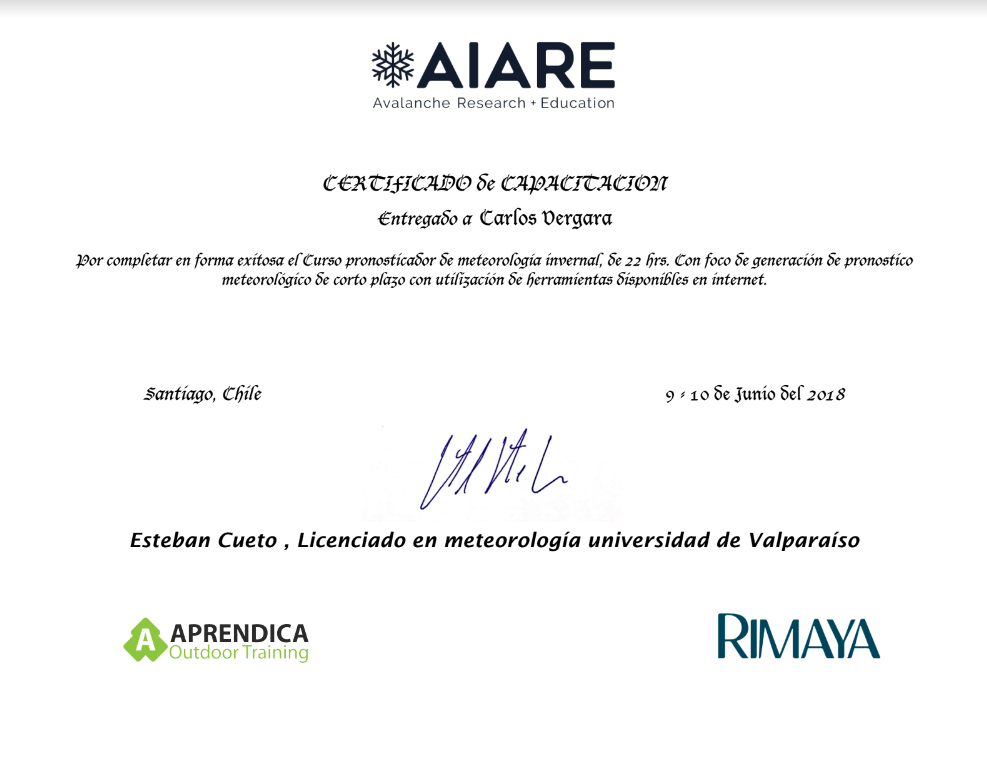 AIARE
Avalanche Research + Education
CERTIFICADO de CAPACITACION
Entregado a Carlos Vergara
Por completar en forma exitosa el Curso pronosticador de meteorología invernal, de 22 hrs. Con foco de generación de pronostico
meteorológico de corto plazo con utilización de herramientas disponibles en internet.
Santiago, Chile
9 - 10 de Junio del 2018
Esteban Cueto , Licenciado en meteorología universidad de Valparaíso
A APRENDICA
Outdoor Training
RIMAYA